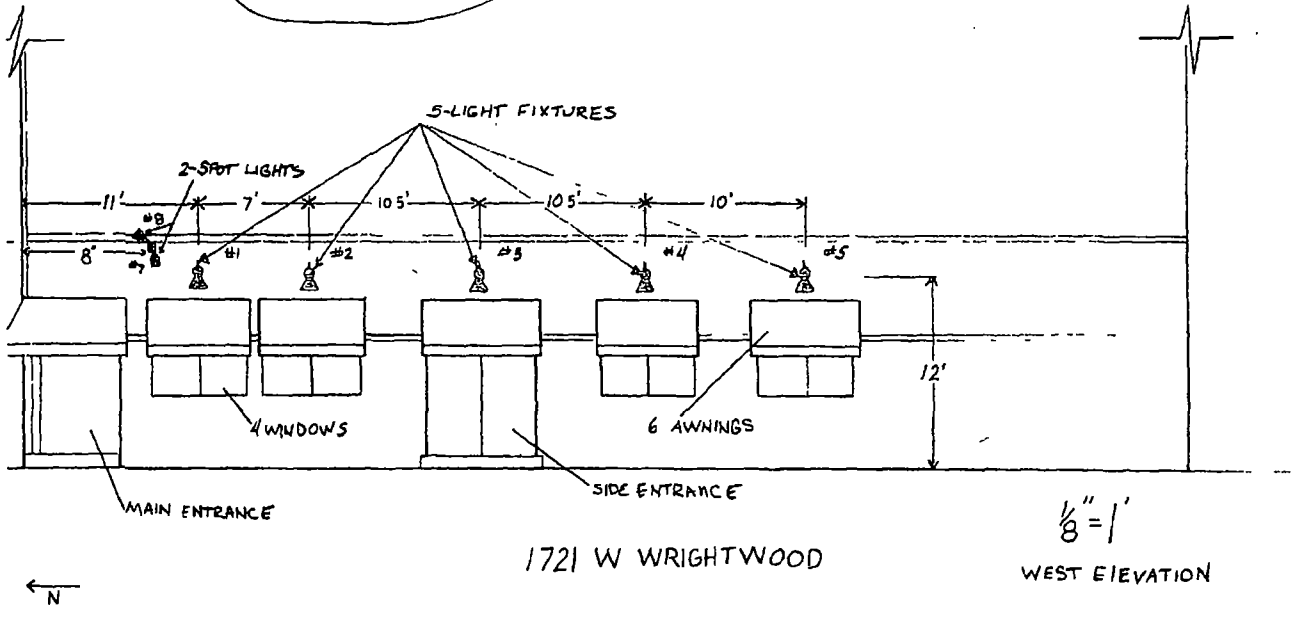 5-LIGHT FIXTURES
2-SPOT LIGHTS
11'
7'
10 5'
10 5'
10'
#8
8"
#7
#1
#2
#3
#4
#5
12'
4 WINDOWS
6 AWNINGS
MAIN ENTRANCE
SIDE ENTRANCE
1/8" = 1'
1721 W WRIGHTWOOD
WEST ELEVATION
N